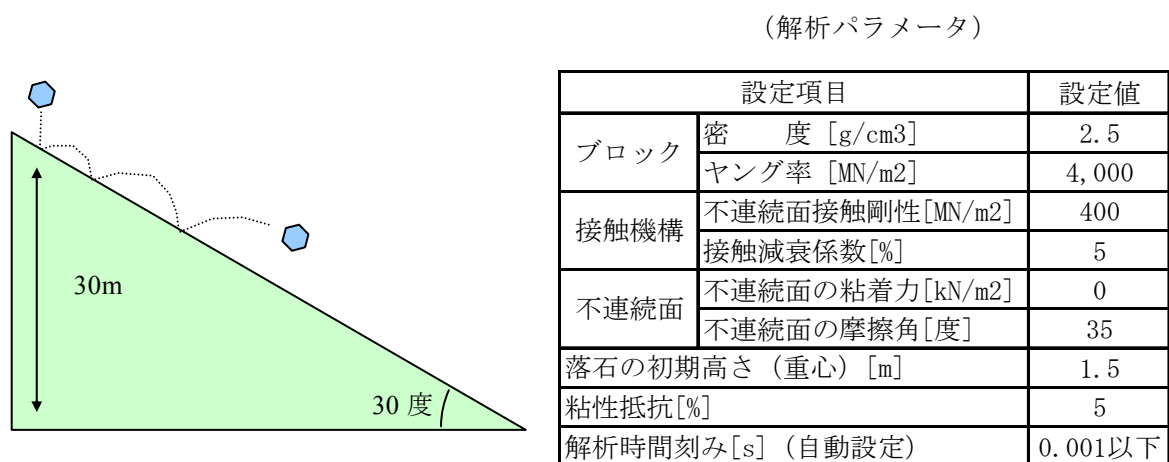 (解析パラメータ)
設定項目 設定値
ブロック 密　　度 [g/cm3] 2.5
ヤング率 [MN/m2] 4,000
接触機構 不連続面接触剛性[MN/m2] 400
接触減衰係数[%] 5
不連続面 不連続面の粘着力[kN/m2] 0
不連続面の摩擦角[度] 35
落石の初期高さ (重心) [m] 1.5
粘性抵抗[%] 5
解析時間刻み[s] (自動設定) 0.001以下
30m
30 度